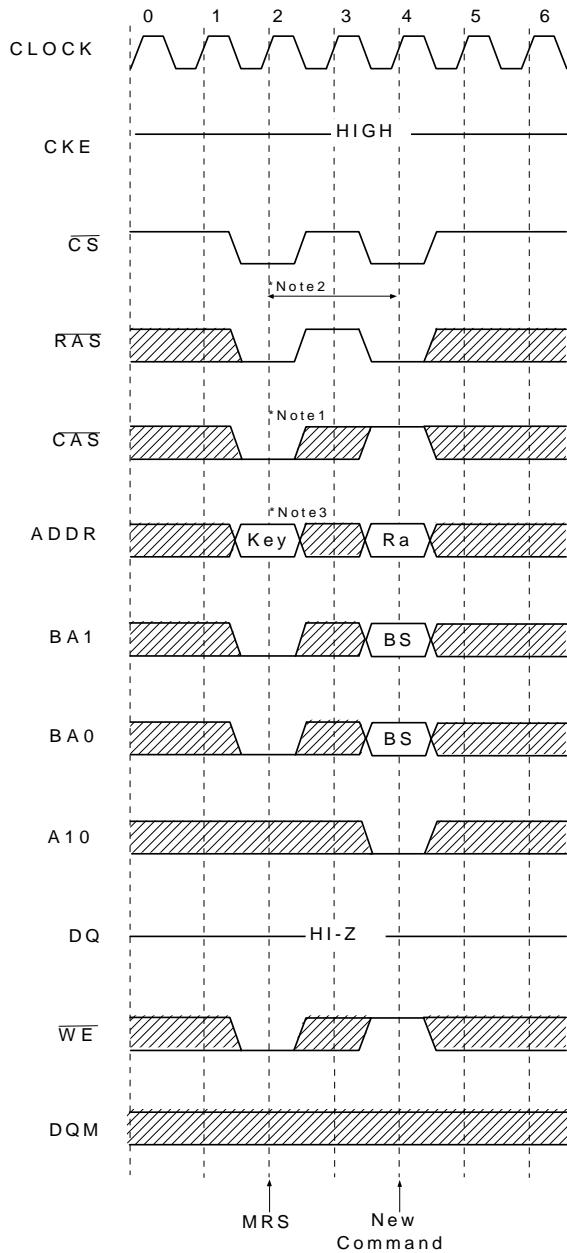 0 1 2 3 4 5 6
CLOCK
CKE HIGH
CS
*Note2
RAS
*Note1
CAS
*Note3
ADDR Key Ra
BA1 BS
BA0 BS
A10
DQ HI-Z
WE
DQM
MRS New
Command